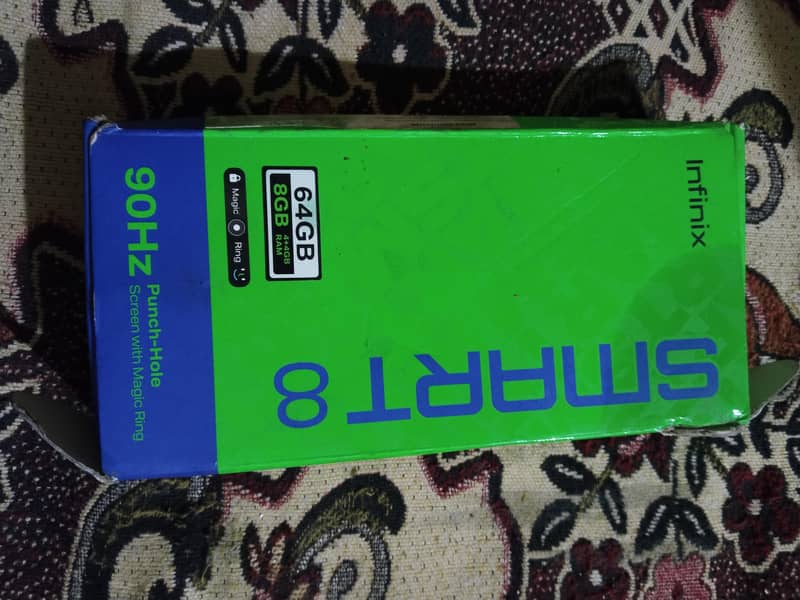 Infinix
SMART 8
64GB
8GB 4+4GB RAM
Magic Ring
90Hz Punch-Hole
Screen with Magic Ring